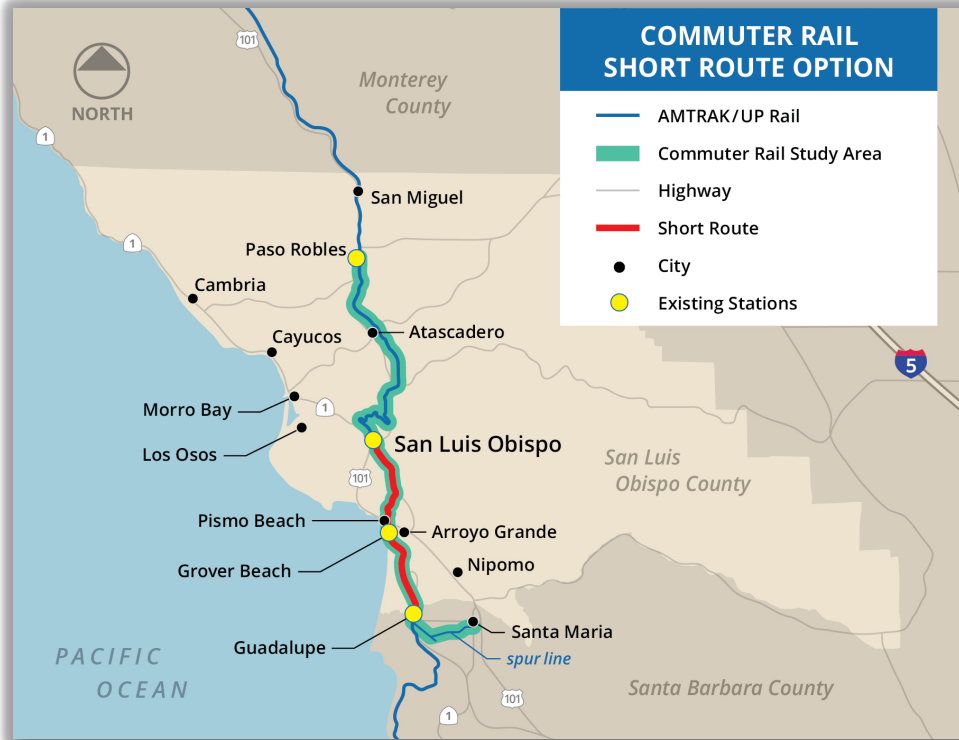 COMMUTER RAIL
SHORT ROUTE OPTION
AMTRAK/UP Rail
Commuter Rail Study Area
Highway
Short Route
City
Existing Stations
NORTH
101
Monterey
County
1
San Miguel
1
Paso Robles
Cambria
Cayucos
Atascadero
5
Morro Bay
1
Los Osos
San Luis Obispo
101
San Luis
Obispo County
Pismo Beach
Arroyo Grande
Grover Beach
Nipomo
Guadalupe
Santa Maria
spur line
PACIFIC
OCEAN
Santa Barbara County
101
1